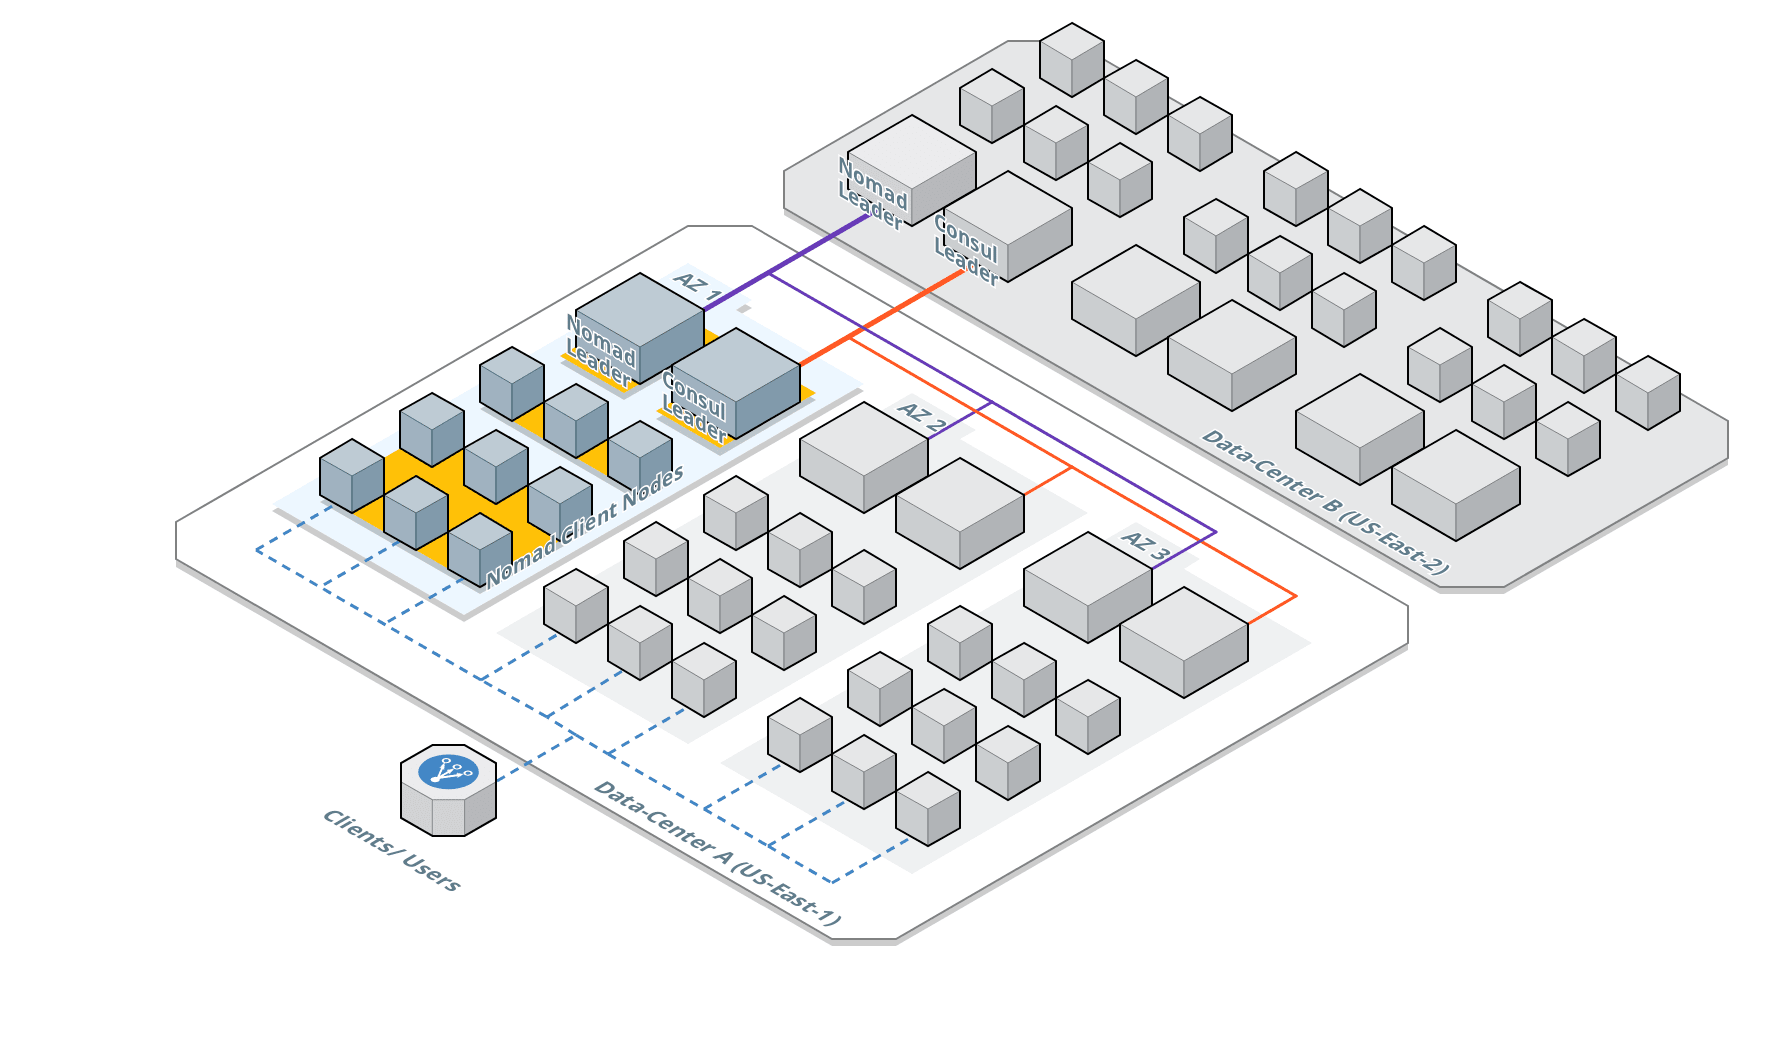 Nomad
Leader
Consul
Leader
AZ 1
Nomad
Leader
Consul
Leader
AZ 2
Nomad Client Nodes
AZ 3
Data-Center B (US-East-2)
Data-Center A (US-East-1)
Clients/ Users